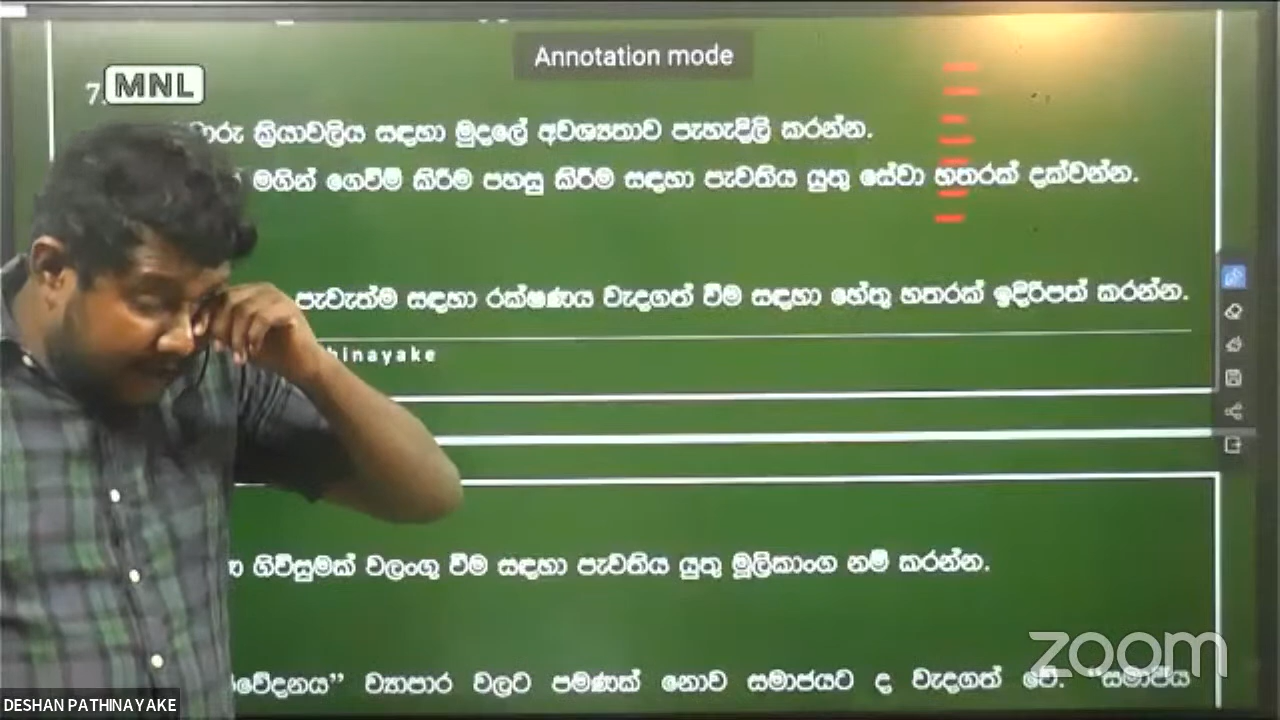 Annotation mode
7.
MNL
ක්‍රියාවලිය සඳහා මුදලේ අවශ්‍යතාව පැහැදිලි කරන්න.
මගින් ගෙවීම් කිරීම පහසු කිරීම සඳහා පැවතිය යුතු සේවා හතරක් දක්වන්න.
පැවැත්ම සඳහා රක්ෂණය වැදගත් වීම සඳහා හේතු හතරක් ඉදිරිපත් කරන්න.
ගිවිසුමක් වලංගු වීම සඳහා පැවතිය යුතු මූලිකාංග නම් කරන්න.
ව්‍යාපාර වලට පමණක් නොව සමාජයට ද වැදගත් වේ. "සමාජීය
zoom
DESHAN PATHINAYAKE